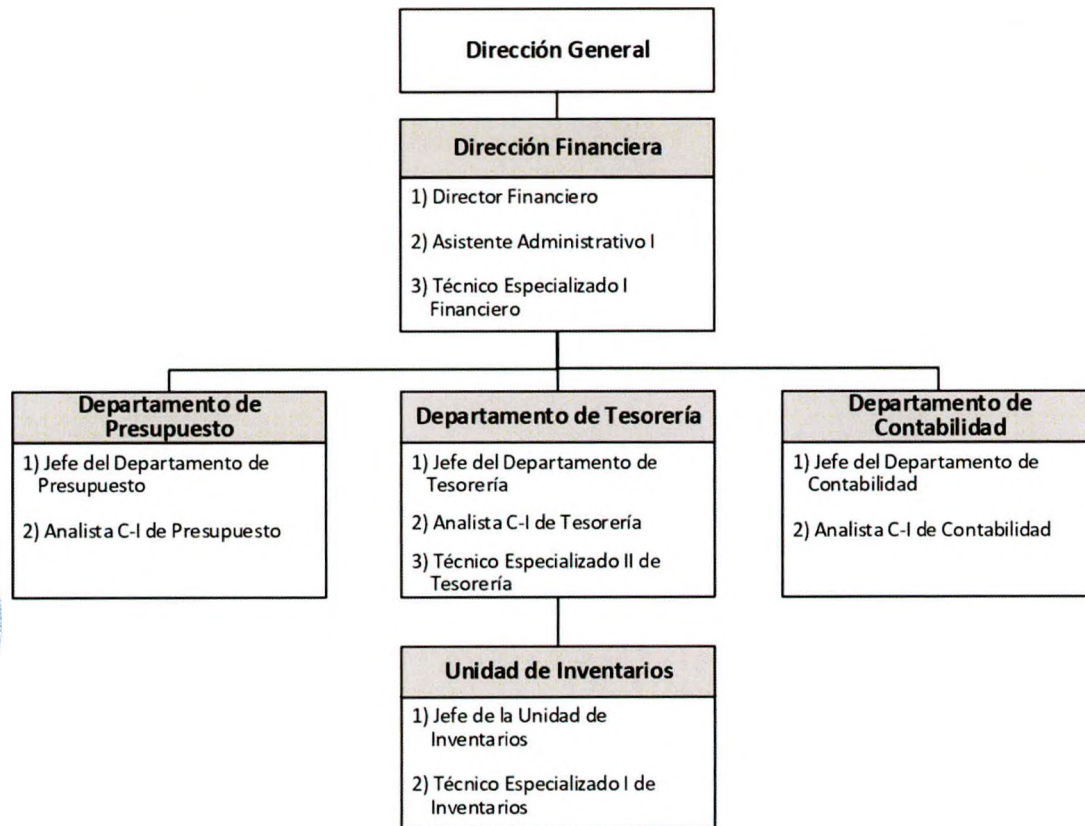 Dirección General
Dirección Financiera
1) Director Financiero
2) Asistente Administrativo I
3) Técnico Especializado I
Financiero
Departamento de
Presupuesto
1) Jefe del Departamento de
Presupuesto
2) Analista C-I de Presupuesto
Departamento de Tesorería
1) Jefe del Departamento de
Tesorería
2) Analista C-I de Tesorería
3) Técnico Especializado II de
Tesorería
Departamento de
Contabilidad
1) Jefe del Departamento de
Contabilidad
2) Analista C-I de Contabilidad
Unidad de Inventarios
1) Jefe de la Unidad de
Inventarios
2) Técnico Especializado I de
Inventarios